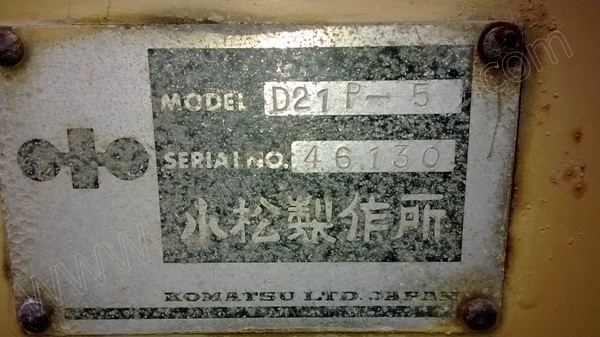 MODEL D21P-5
SERIAL NO. 46130
小松製作所
KOMATSU LTD. JAPAN